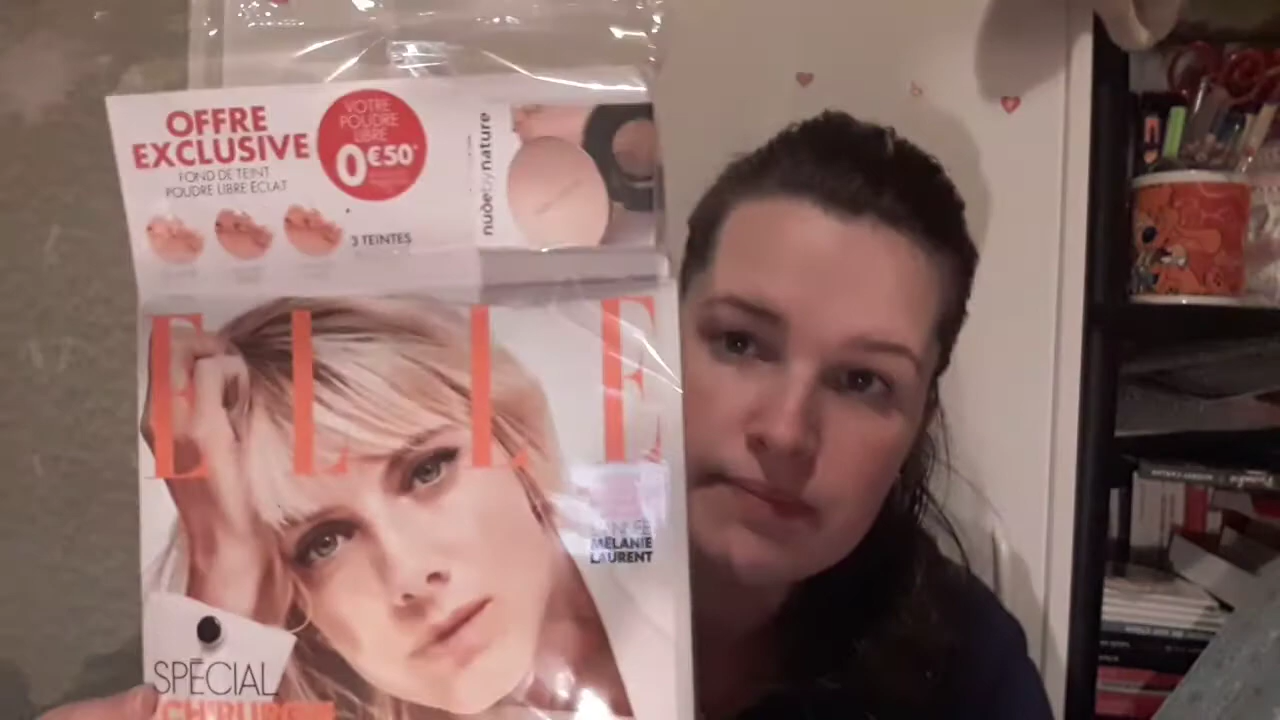 OFFRE
EXCLUSIVE
FOND DE TEINT
POUDRE LIBRE ÉCLAT
VOTRE
POUDRE
LIBRE
0€50*
3 TEINTES
nudebynature
ELLE
MÉLANIE
LAURENT
SPÉCIAL
CHIRURGIE